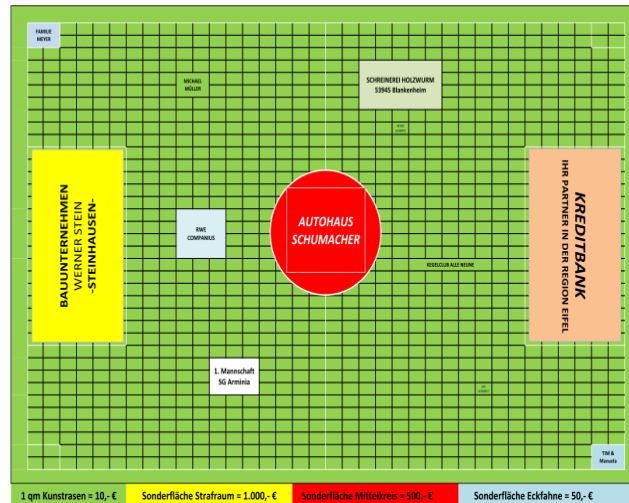 FAMILIE
MEYER
MICHAEL
MÜLLER
SCHREINEREI HOLZWURM
53945 Blankenheim
BAUUNTERNEHMEN
WERNER STEIN
-STEINHAUSEN-
RWE
COMPANIUS
AUTOHAUS
SCHUMACHER
KREDITBANK
IHR PARTNER IN DER REGION EIFEL
KEGELCLUB ALLE NEUNE
1. Mannschaft
SG Arminia
TIM &
Manuela
1 qm Kunstrasen = 10,- €
Sonderfläche Strafraum = 1.000,- €
Sonderfläche Mittelkreis = 500,- €
Sonderfläche Eckfahne = 50,- €